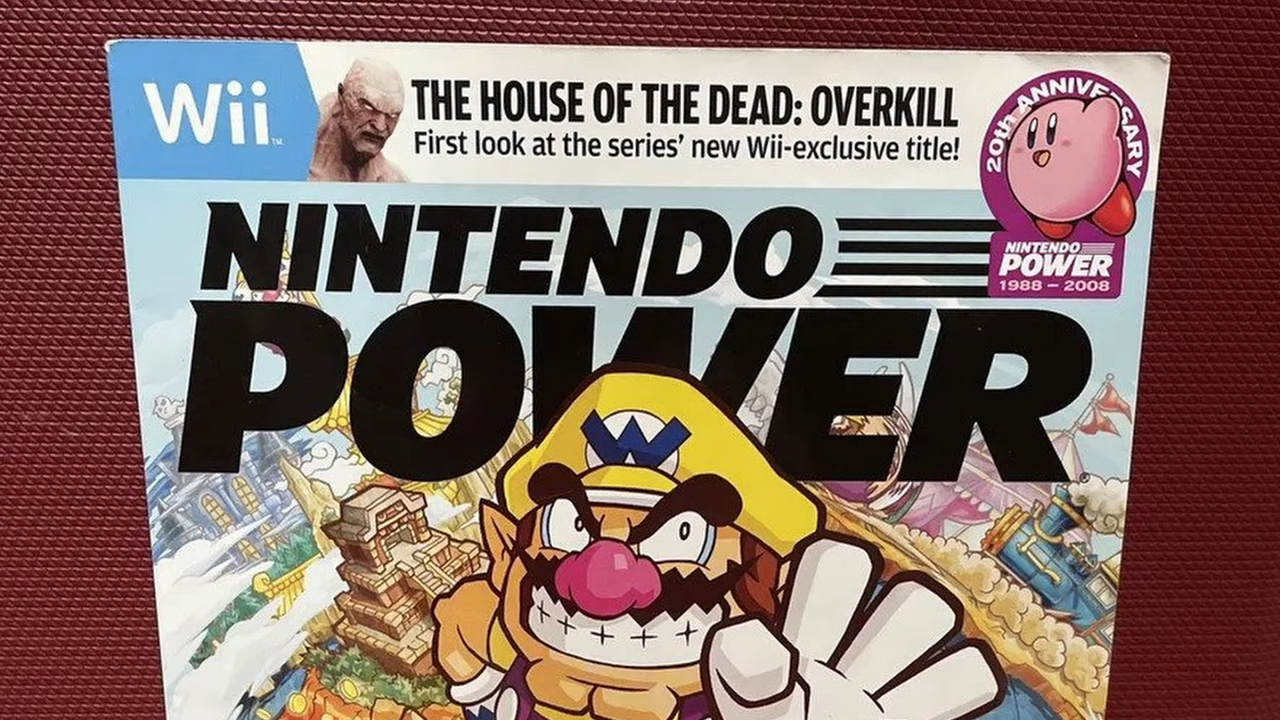 Wii™
THE HOUSE OF THE DEAD: OVERKILL
First look at the series' new Wii-exclusive title!
20th ANNIVERSARY
NINTENDO
POWER
1988 – 2008
NINTENDO
POWER
W